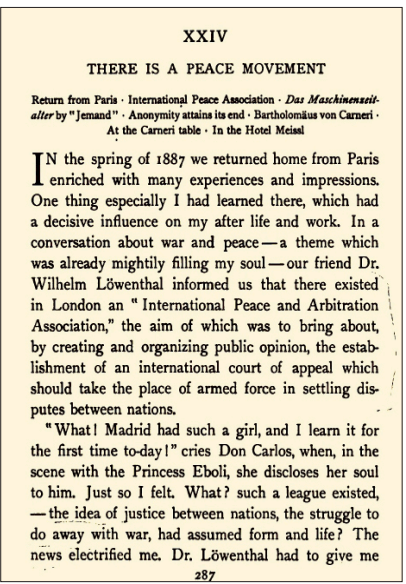 XXIV
THERE IS A PEACE MOVEMENT
Return from Paris · International Peace Association · Das Maschinenzeit-
alter by "Jemand" · Anonymity attains its end · Bartholomäus von Carneri ·
At the Carneri table · In the Hotel Meissl
IN the spring of 1887 we returned home from Paris
enriched with many experiences and impressions.
One thing especially I had learned there, which had
a decisive influence on my after life and work. In a
conversation about war and peace — a theme which
was already mightily filling my soul — our friend Dr.
Wilhelm Löwenthal informed us that there existed
in London an "International Peace and Arbitration
Association," the aim of which was to bring about,
by creating and organizing public opinion, the estab-
lishment of an international court of appeal which
should take the place of armed force in settling dis-
putes between nations.
"What! Madrid had such a girl, and I learn it for
the first time to-day!" cries Don Carlos, when, in the
scene with the Princess Eboli, she discloses her soul
to him. Just so I felt. What? such a league existed,
— the idea of justice between nations, the struggle to
do away with war, had assumed form and life? The
news electrified me. Dr. Löwenthal had to give me
287